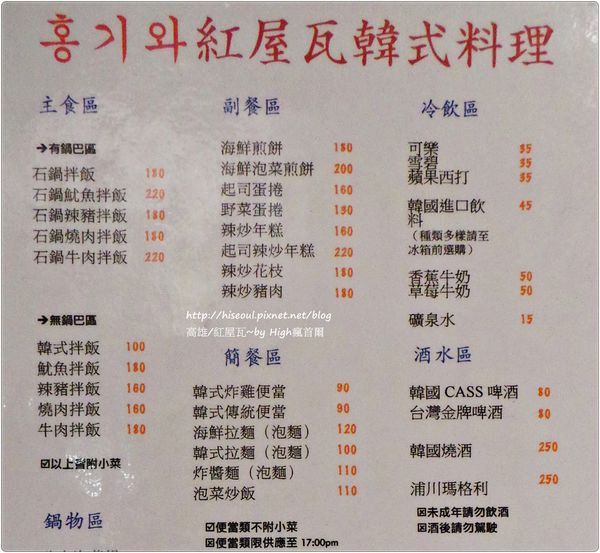 홍기와紅屋瓦韓式料理
主食區
→有鍋巴區
石鍋拌飯 180
石鍋魷魚拌飯 220
石鍋辣豬拌飯 180
石鍋燒肉拌飯 180
石鍋牛肉拌飯 220
→無鍋巴區
韓式拌飯 100
魷魚拌飯 180
辣豬拌飯 160
燒肉拌飯 160
牛肉拌飯 180
☑以上皆附小菜
鍋物區
副餐區
海鮮煎餅 180
海鮮泡菜煎餅 200
起司蛋捲 160
野菜蛋捲 130
辣炒年糕 160
起司辣炒年糕 220
辣炒花枝 180
辣炒豬肉 180
http://hiseoul.pixnet.net/blog
高雄/紅屋瓦~by High瘋首爾
簡餐區
韓式炸雞便當 90
韓式傳統便當 90
海鮮拉麵（泡麵） 120
韓式拉麵（泡麵） 100
炸醬麵（泡麵） 110
泡菜炒飯 110
☑便當類不附小菜
☒便當類限供應至 17:00pm
冷飲區
可樂 35
雪碧 35
蘋果西打 35
韓國進口飲 45
料
（種類多樣請至
冰箱前選購）
香蕉牛奶 50
草莓牛奶 50
礦泉水 15
酒水區
韓國 CASS 啤酒 80
台灣金牌啤酒 80
韓國燒酒 250
浦川瑪格利 250
☒未成年請勿飲酒
☒酒後請勿駕駛